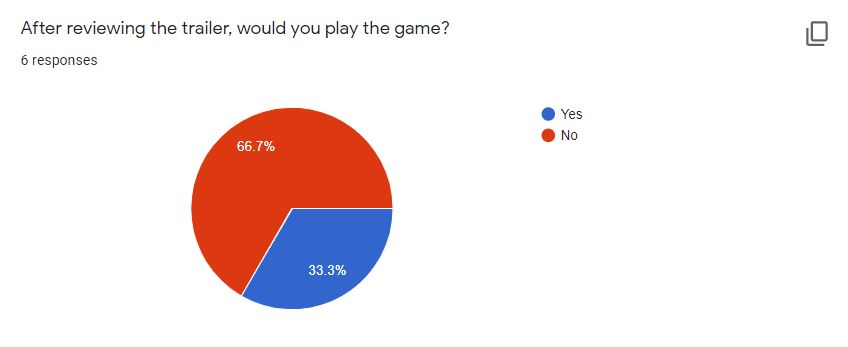 After reviewing the trailer, would you play the game?
6 responses
Yes
No
66.7%
33.3%